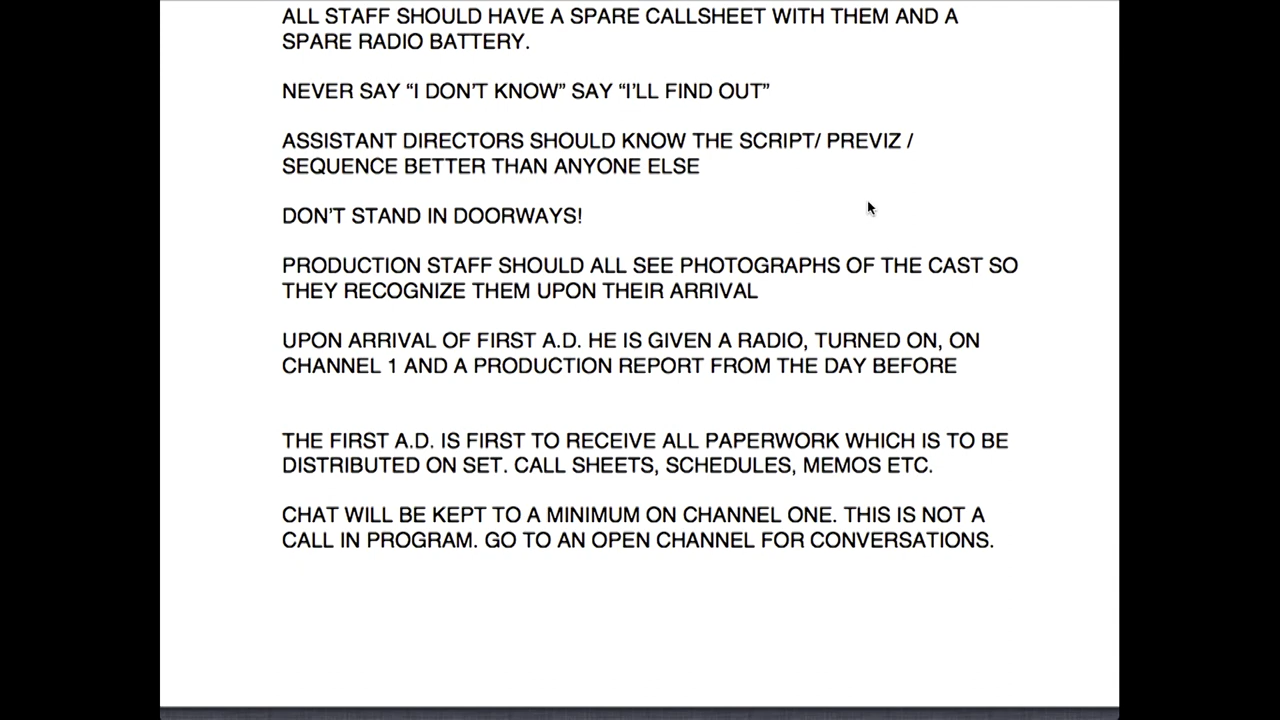 ALL STAFF SHOULD HAVE A SPARE CALLSHEET WITH THEM AND A
SPARE RADIO BATTERY.
NEVER SAY “I DON’T KNOW” SAY “I’LL FIND OUT”
ASSISTANT DIRECTORS SHOULD KNOW THE SCRIPT/ PREVIZ /
SEQUENCE BETTER THAN ANYONE ELSE
DON’T STAND IN DOORWAYS!
PRODUCTION STAFF SHOULD ALL SEE PHOTOGRAPHS OF THE CAST SO
THEY RECOGNIZE THEM UPON THEIR ARRIVAL
UPON ARRIVAL OF FIRST A.D. HE IS GIVEN A RADIO, TURNED ON, ON
CHANNEL 1 AND A PRODUCTION REPORT FROM THE DAY BEFORE
THE FIRST A.D. IS FIRST TO RECEIVE ALL PAPERWORK WHICH IS TO BE
DISTRIBUTED ON SET. CALL SHEETS, SCHEDULES, MEMOS ETC.
CHAT WILL BE KEPT TO A MINIMUM ON CHANNEL ONE. THIS IS NOT A
CALL IN PROGRAM. GO TO AN OPEN CHANNEL FOR CONVERSATIONS.